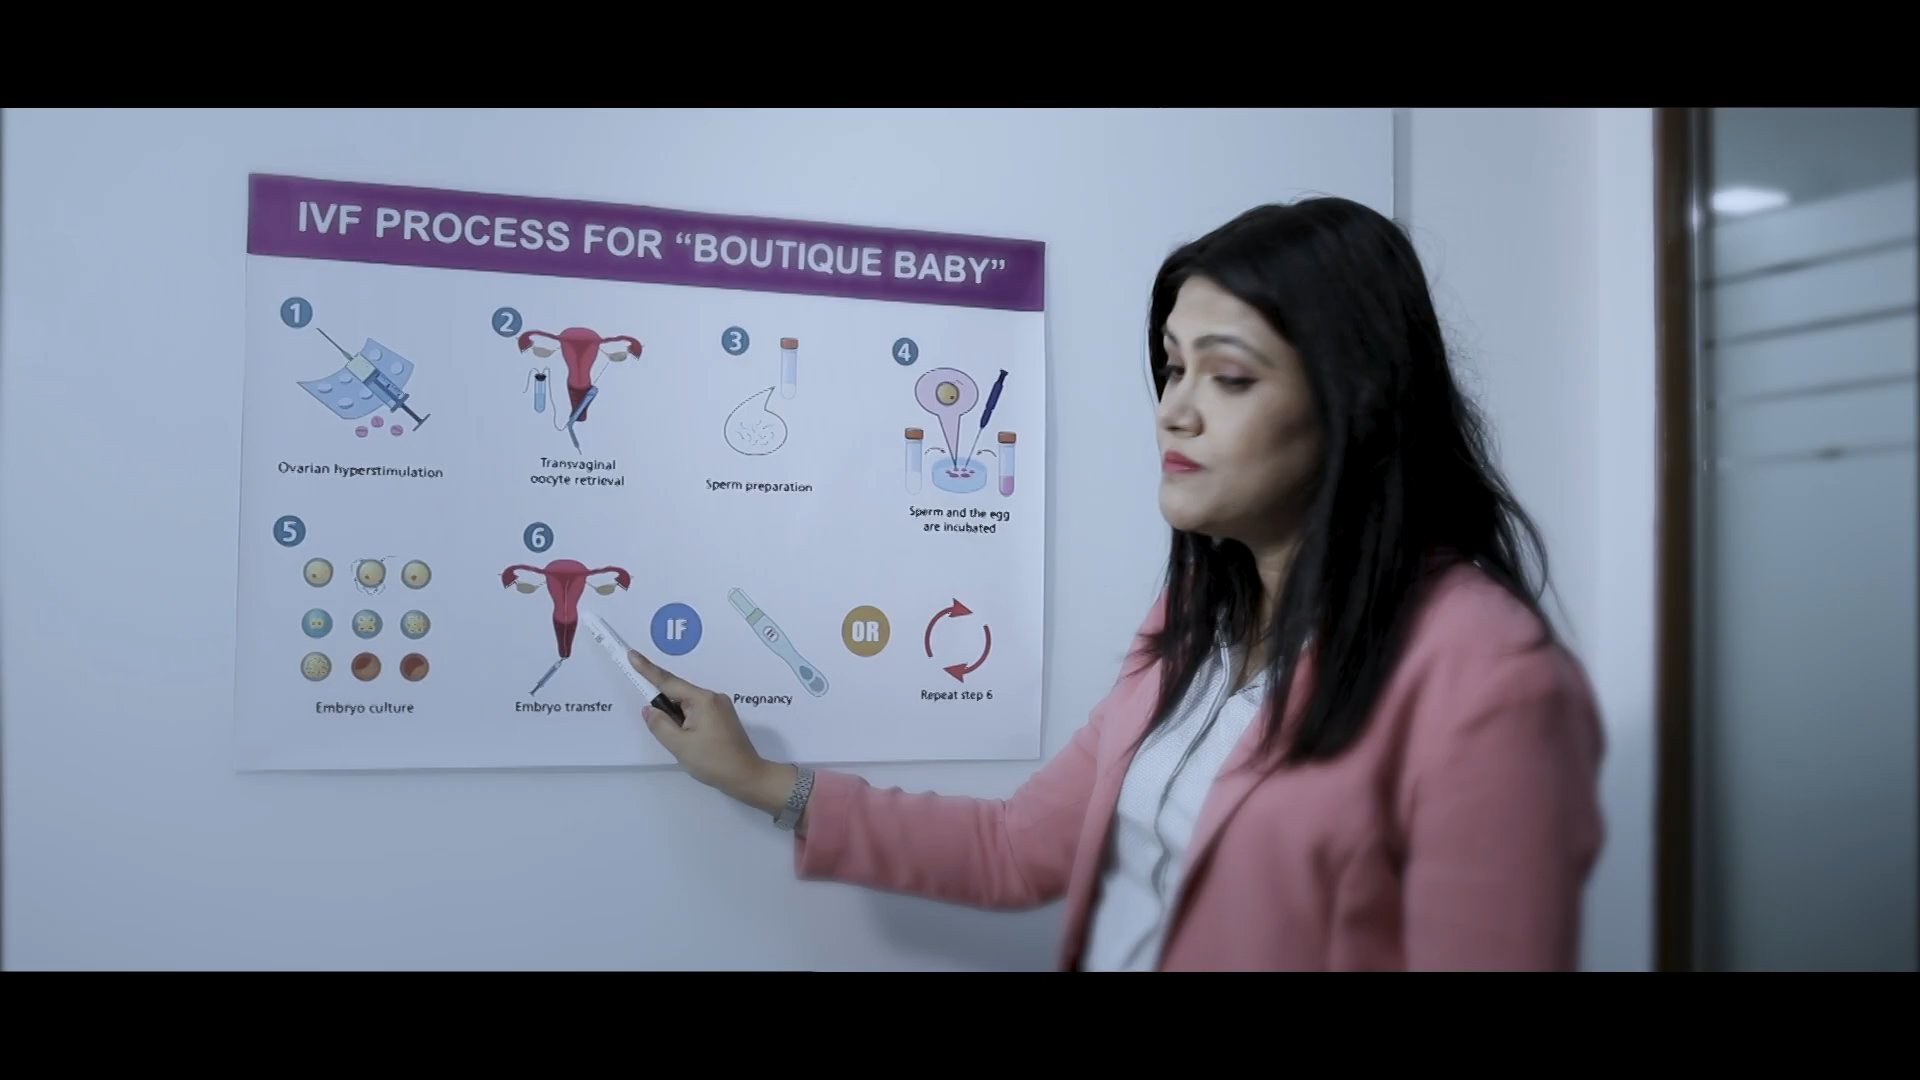 IVF PROCESS FOR “BOUTIQUE BABY”
1
Ovarian hyperstimulation
2
Transvaginal
oocyte retrieval
3
Sperm preparation
4
Sperm and the egg
are incubated
5
Embryo culture
6
Embryo transfer
IF
Pregnancy
OR
Repeat step 6